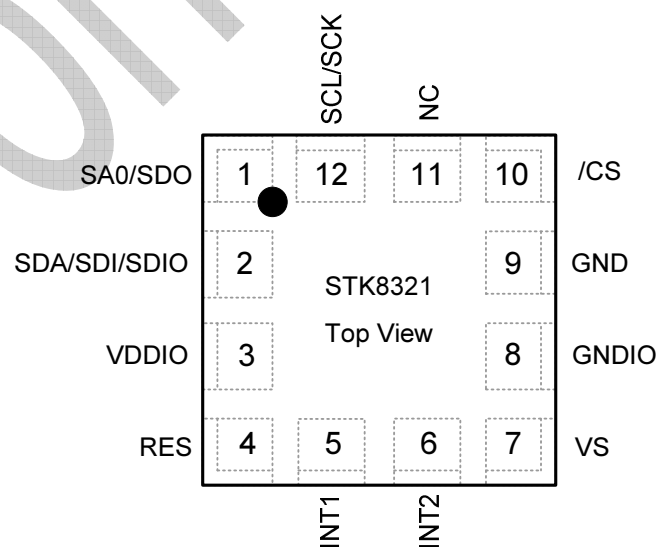 SCL/SCK
NC
SA0/SDO
1
12
11
10
/CS
SDA/SDI/SDIO
2
9
GND
STK8321
Top View
VDDIO
3
8
GNDIO
RES
4
5
6
7
VS
INT1
INT2